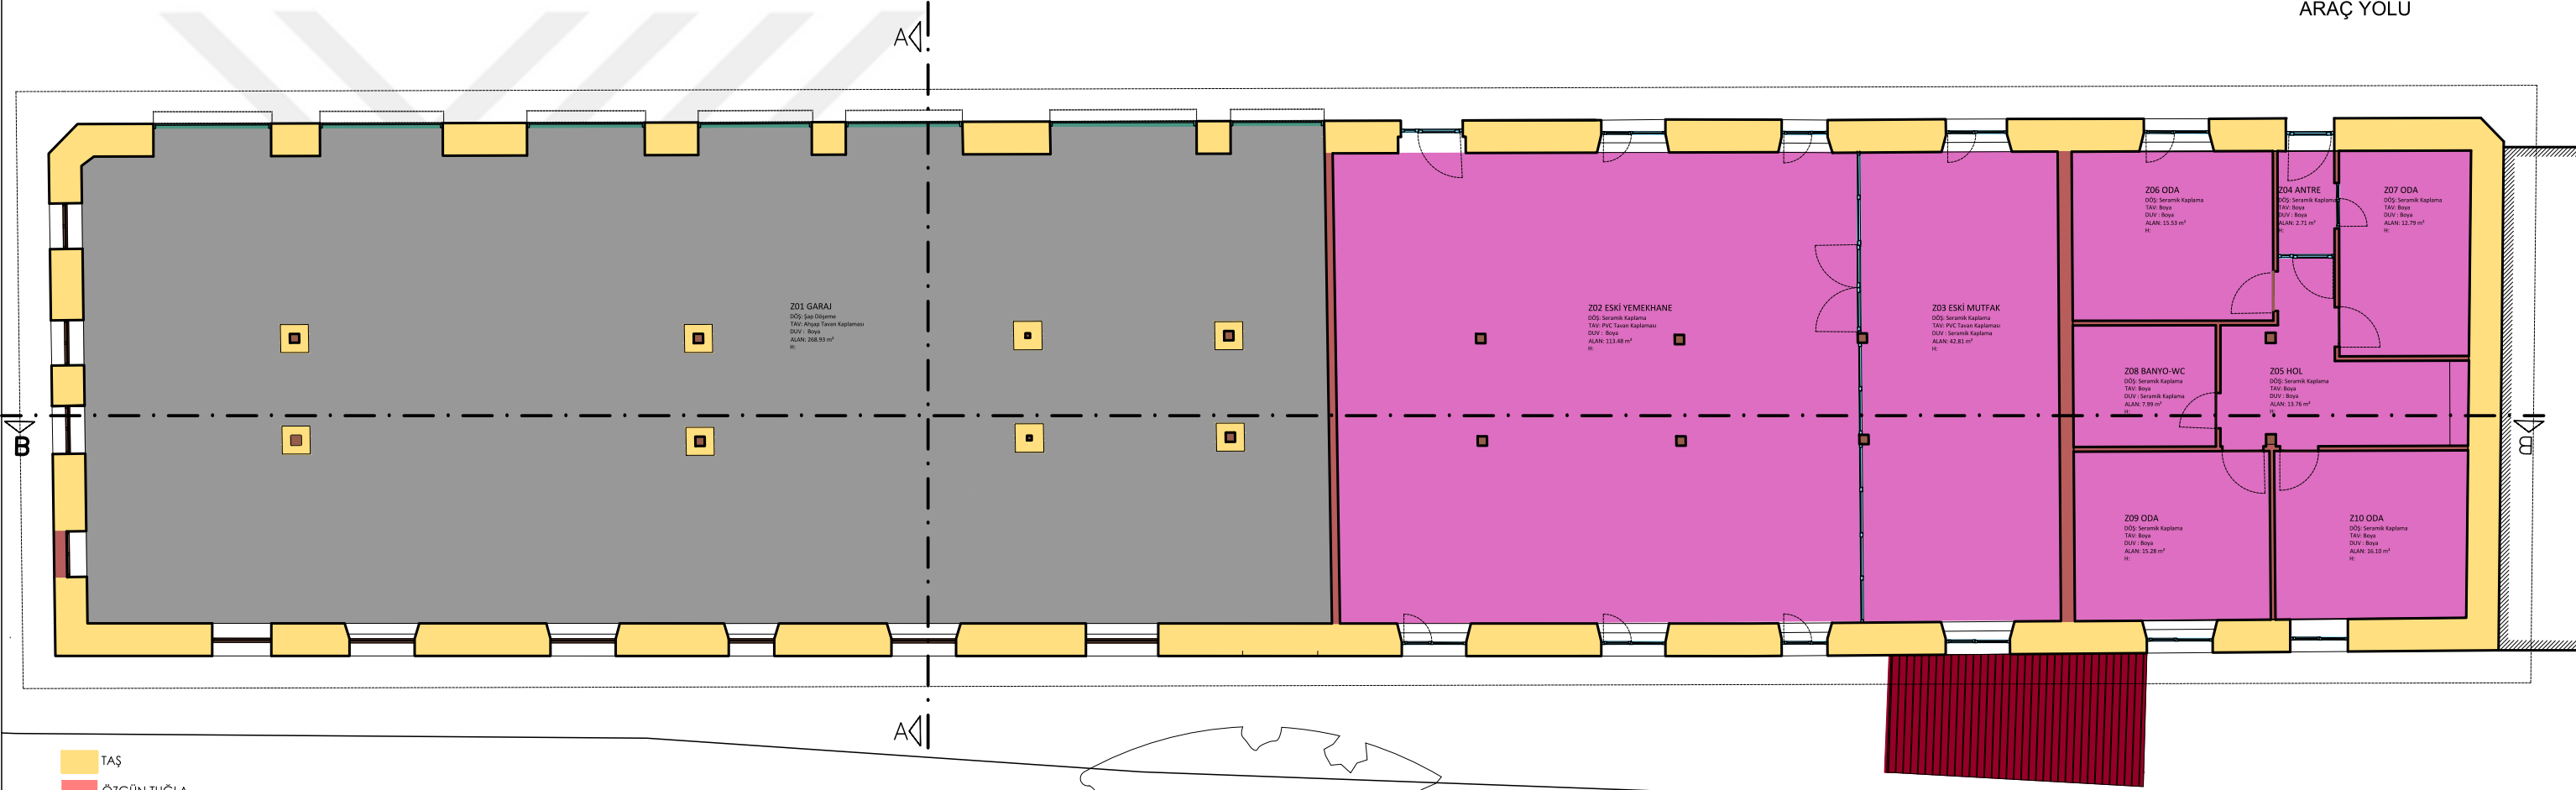 ARAÇ YOLU
A
Z01 GARAJ
DÖŞ: Şap Döşeme
TAV: Ahşap Tavan Kaplaması
DUV : Boya
ALAN: 268.93 m²
H:
Z02 ESKİ YEMEKHANE
DÖŞ: Seramik Kaplama
TAV: PVC Tavan Kaplaması
DUV : Boya
ALAN: 113.48 m²
H:
Z03 ESKİ MUTFAK
DÖŞ: Seramik Kaplama
TAV: PVC Tavan Kaplaması
DUV : Seramik Kaplama
ALAN: 42.81 m²
H:
Z06 ODA
DÖŞ: Seramik Kaplama
TAV: Boya
DUV : Boya
ALAN: 15.53 m²
H:
Z04 ANTRE
DÖŞ: Seramik Kaplama
TAV: Boya
DUV : Boya
ALAN: 2.71 m²
H:
Z07 ODA
DÖŞ: Seramik Kaplama
TAV: Boya
DUV : Boya
ALAN: 12.79 m²
H:
Z08 BANYO-WC
DÖŞ: Seramik Kaplama
TAV: Boya
DUV : Seramik Kaplama
ALAN: 7.99 m²
H:
Z05 HOL
DÖŞ: Seramik Kaplama
TAV: Boya
DUV : Boya
ALAN: 13.76 m²
H:
B
B
Z09 ODA
DÖŞ: Seramik Kaplama
TAV: Boya
DUV : Boya
ALAN: 15.28 m²
H:
Z10 ODA
DÖŞ: Seramik Kaplama
TAV: Boya
DUV : Boya
ALAN: 16.10 m²
H:
A
TAŞ
ÖZGÜN TUĞLA